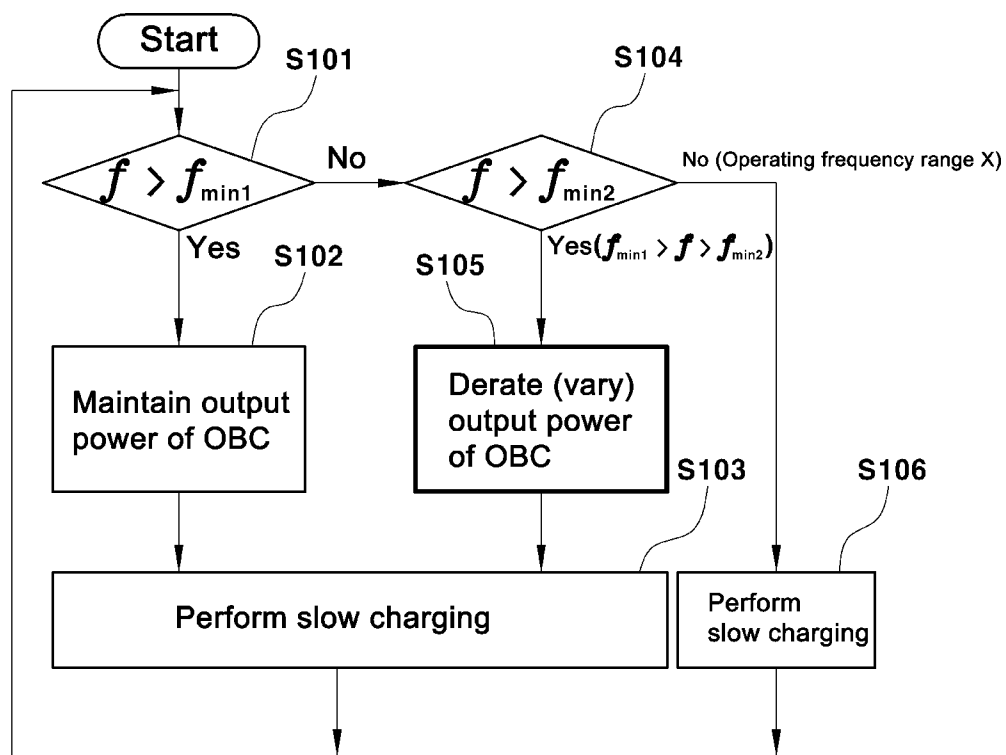 Start
S101
S104
f > fmin1
No
f > fmin2
No (Operating frequency range X)
Yes
Yes(fmin1 > f > fmin2)
S102
S105
Maintain output
power of OBC
Derate (vary)
output power
of OBC
S103
S106
Perform slow charging
Perform
slow charging